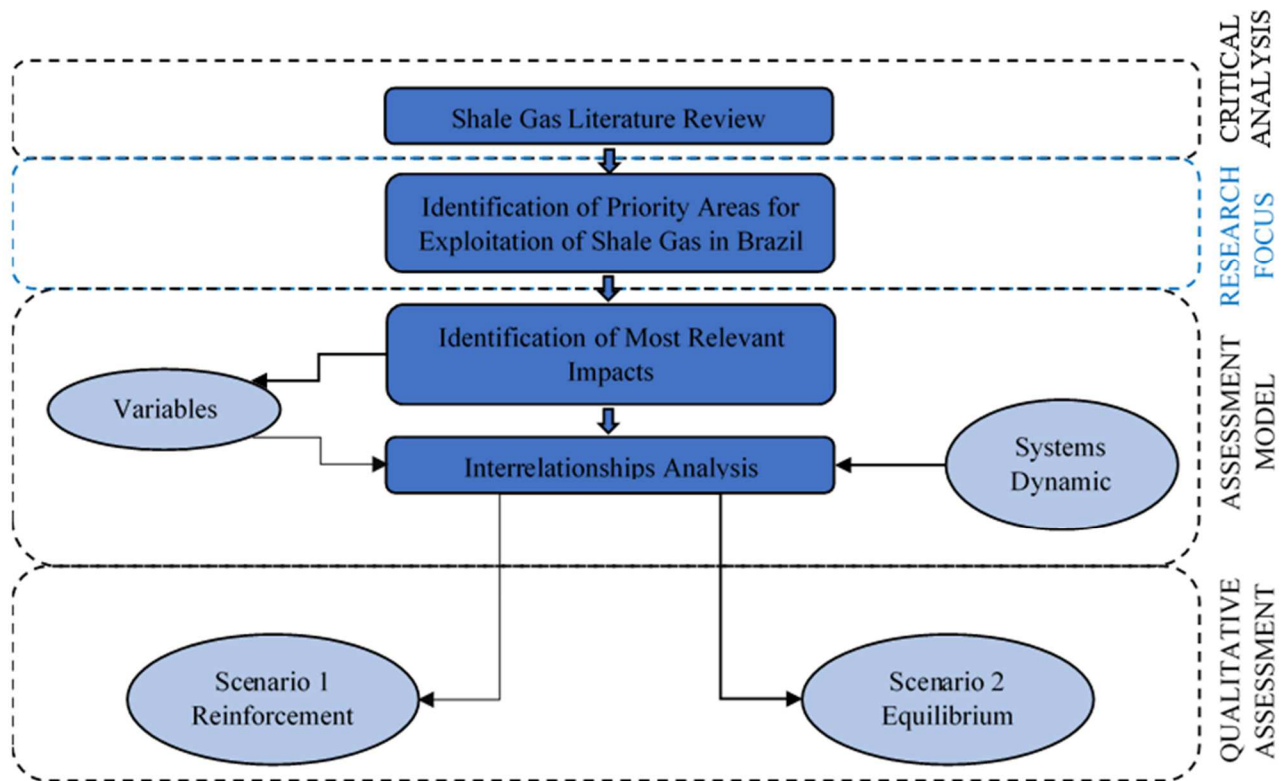 CRITICAL
ANALYSIS
Shale Gas Literature Review
RESEARCH
FOCUS
Identification of Priority Areas for
Exploitation of Shale Gas in Brazil
ASSESSMENT
MODEL
Identification of Most Relevant
Impacts
Variables
Interrelationships Analysis
Systems
Dynamic
QUALITATIVE
ASSESSMENT
Scenario 1
Reinforcement
Scenario 2
Equilibrium